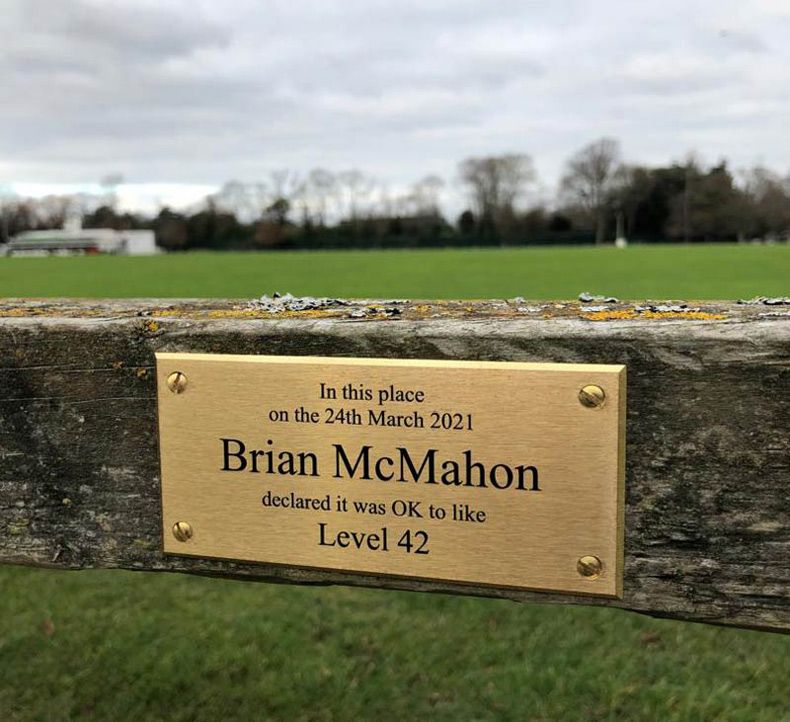 In this place
on the 24th March 2021
Brian McMahon
declared it was OK to like
Level 42